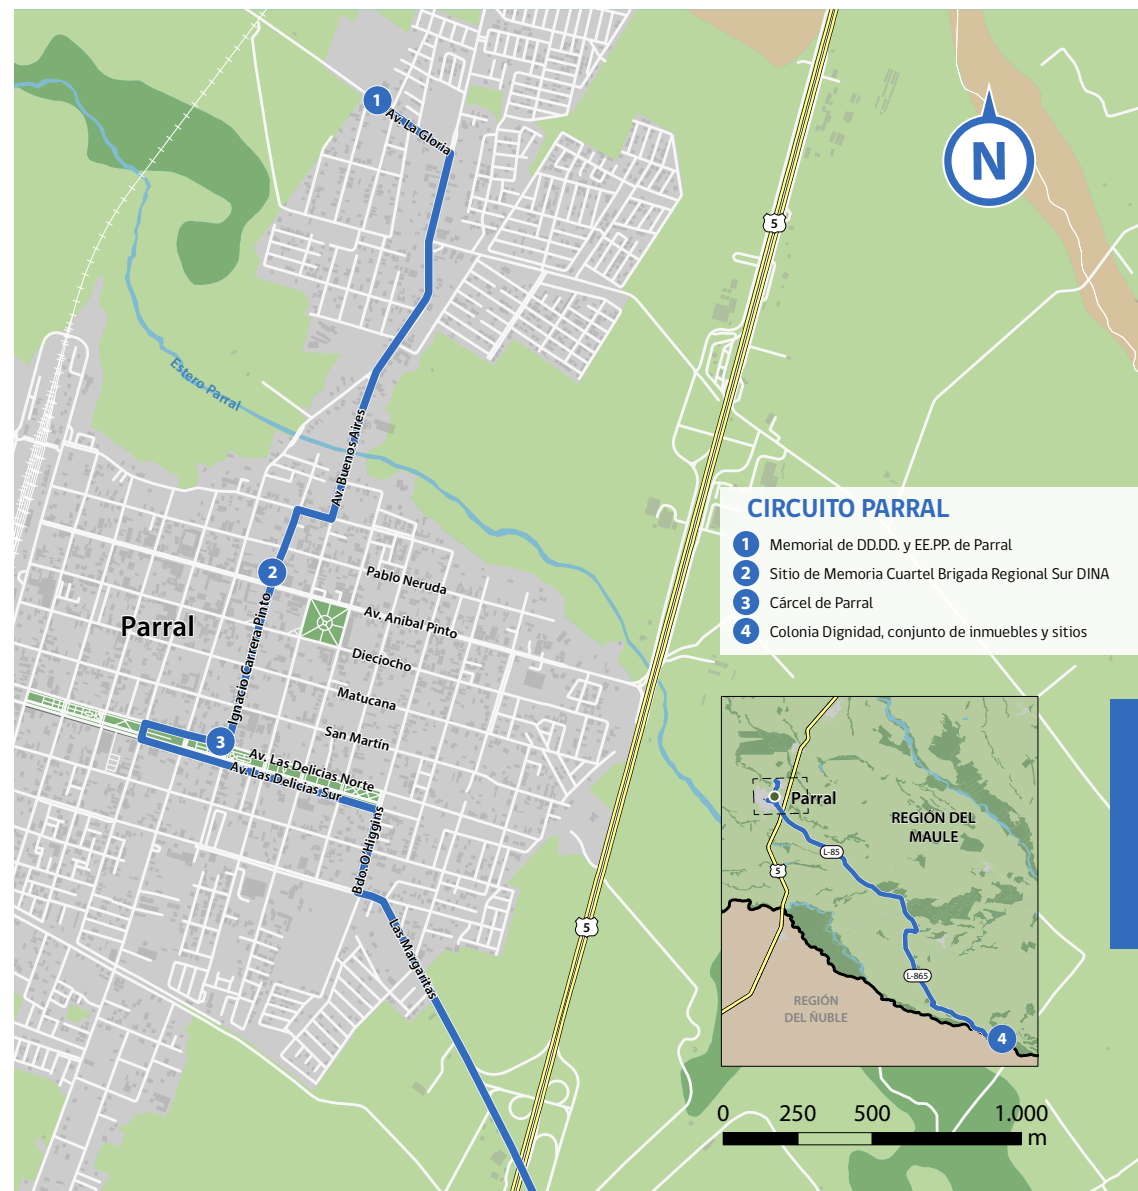 1
Av. La Gloria
N
5
Estero Parral
Av. Buenos Aires
CIRCUITO PARRAL
1 Memorial de DD.DD. y EE.PP. de Parral
2 Sitio de Memoria Cuartel Brigada Regional Sur DINA
3 Cárcel de Parral
4 Colonia Dignidad, conjunto de inmuebles y sitios
2
Pablo Neruda
Av. Anibal Pinto
Parral
Ignacio Carrera Pinto
Dieciocho
Matucana
San Martín
3
Av. Las Delicias Norte
Av. Las Delicias Sur
Bdo. O'Higgins
Las Margaritas
5
Parral
REGIÓN DEL
MAULE
L-85
5
L-865
REGIÓN
DEL ÑUBLE
4
0 250 500 1.000
m